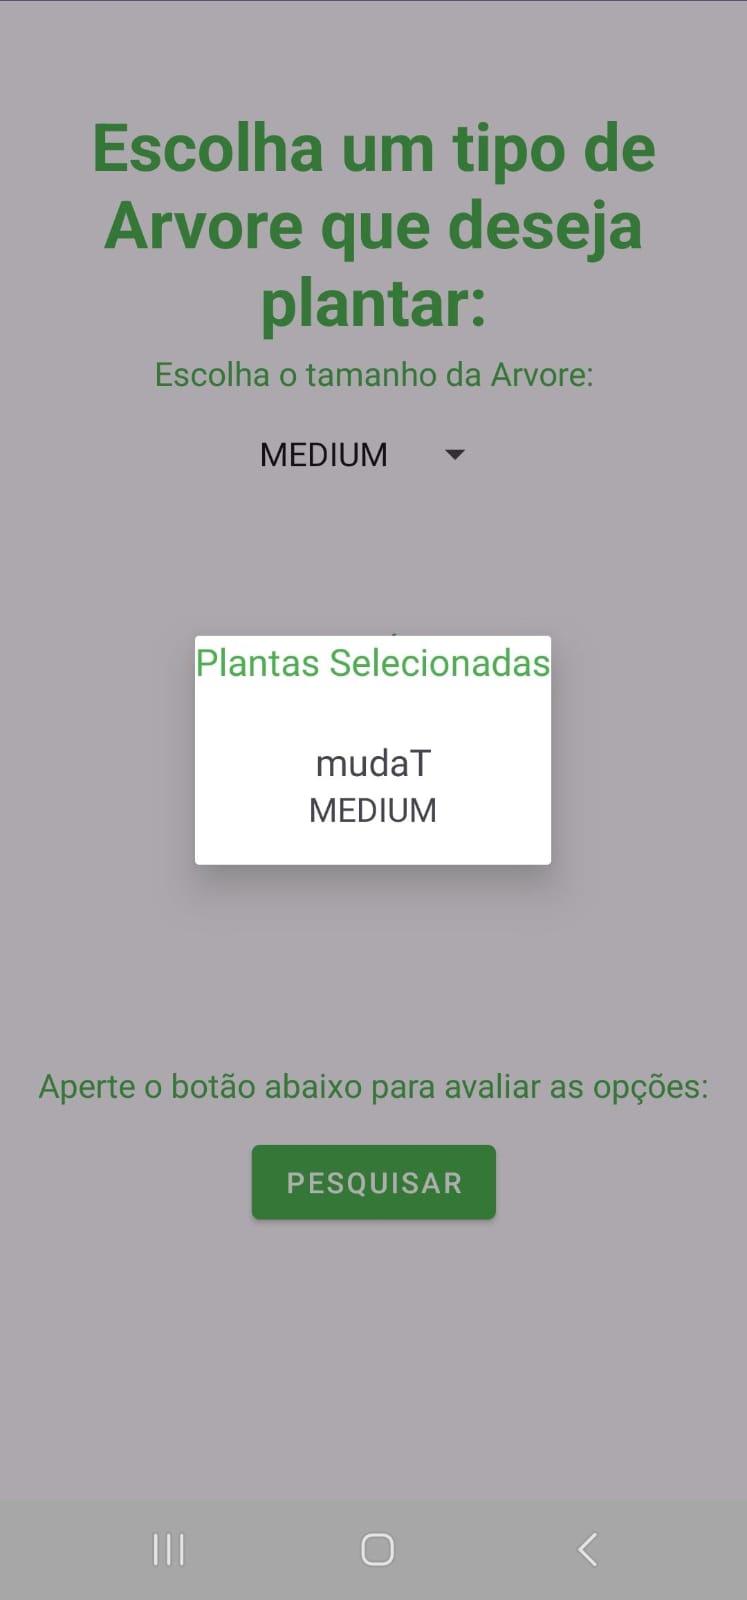 Escolha um tipo de
Arvore que deseja
plantar:
Escolha o tamanho da Arvore:
MEDIUM
Plantas Selecionadas
mudaT
MEDIUM
Aperte o botão abaixo para avaliar as opções:
PESQUISAR